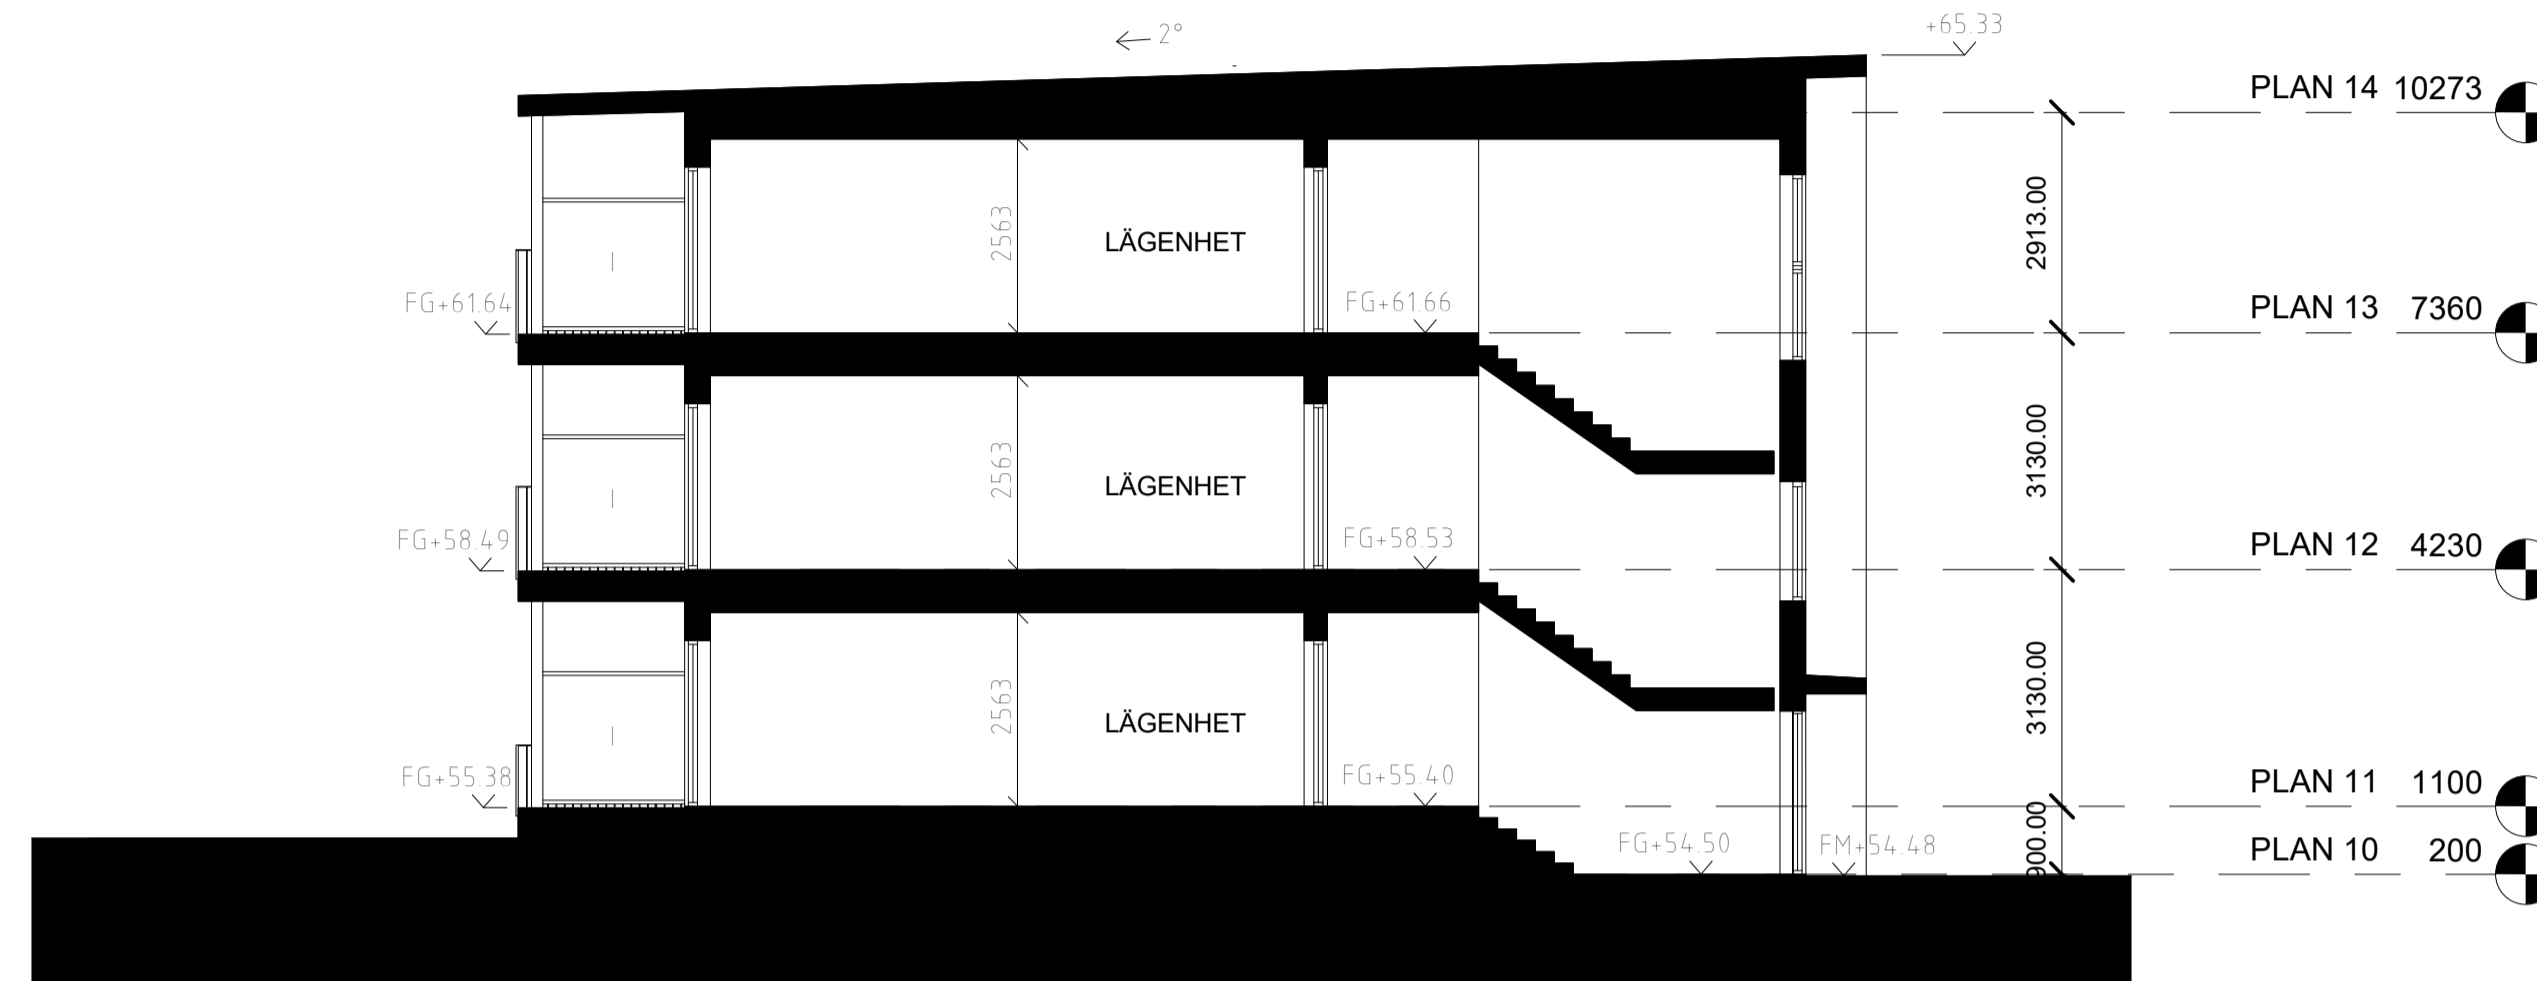 2°
+65.33
PLAN 14 10273
2913.00
2563
LÄGENHET
FG+61.64
FG+61.66
PLAN 13 7360
3130.00
2563
LÄGENHET
FG+58.49
FG+58.53
PLAN 12 4230
3130.00
2563
LÄGENHET
FG+55.38
FG+55.40
PLAN 11 1100
900.00
FG+54.50
FM+54.48
PLAN 10 200